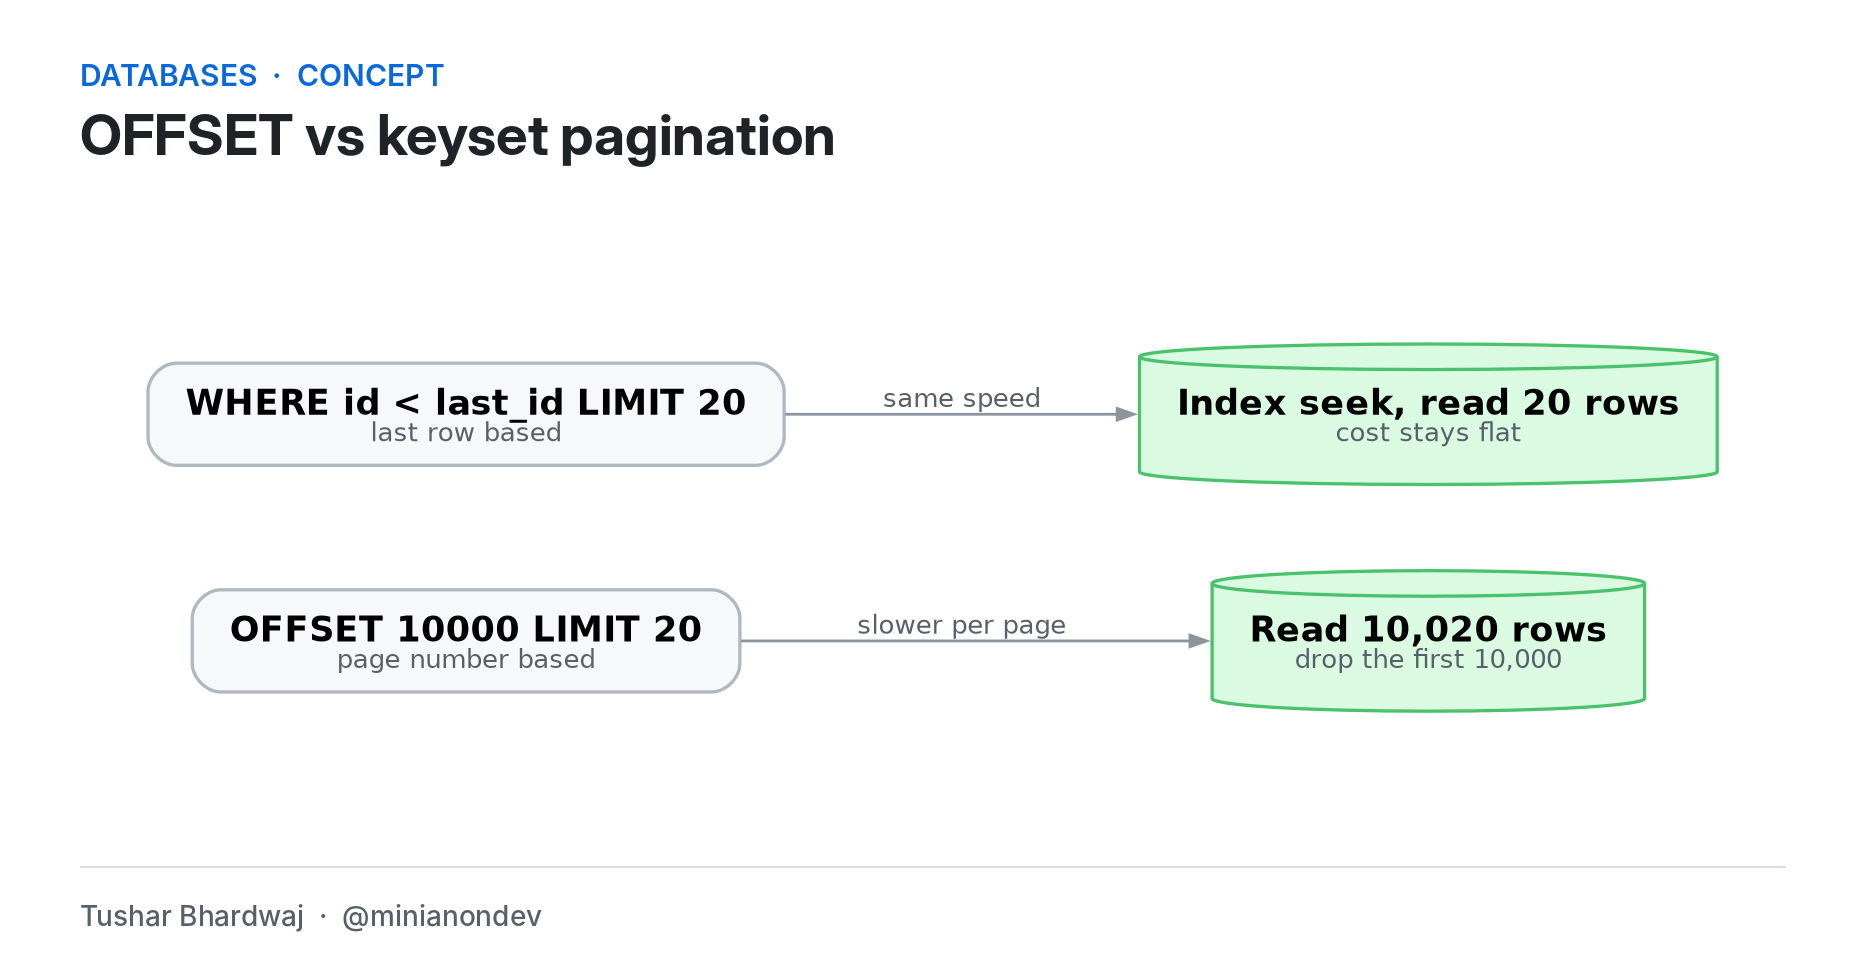 DATABASES · CONCEPT
OFFSET vs keyset pagination
WHERE id < last_id LIMIT 20
last row based
same speed
Index seek, read 20 rows
cost stays flat
OFFSET 10000 LIMIT 20
page number based
slower per page
Read 10,020 rows
drop the first 10,000
Tushar Bhardwaj · @minianondev